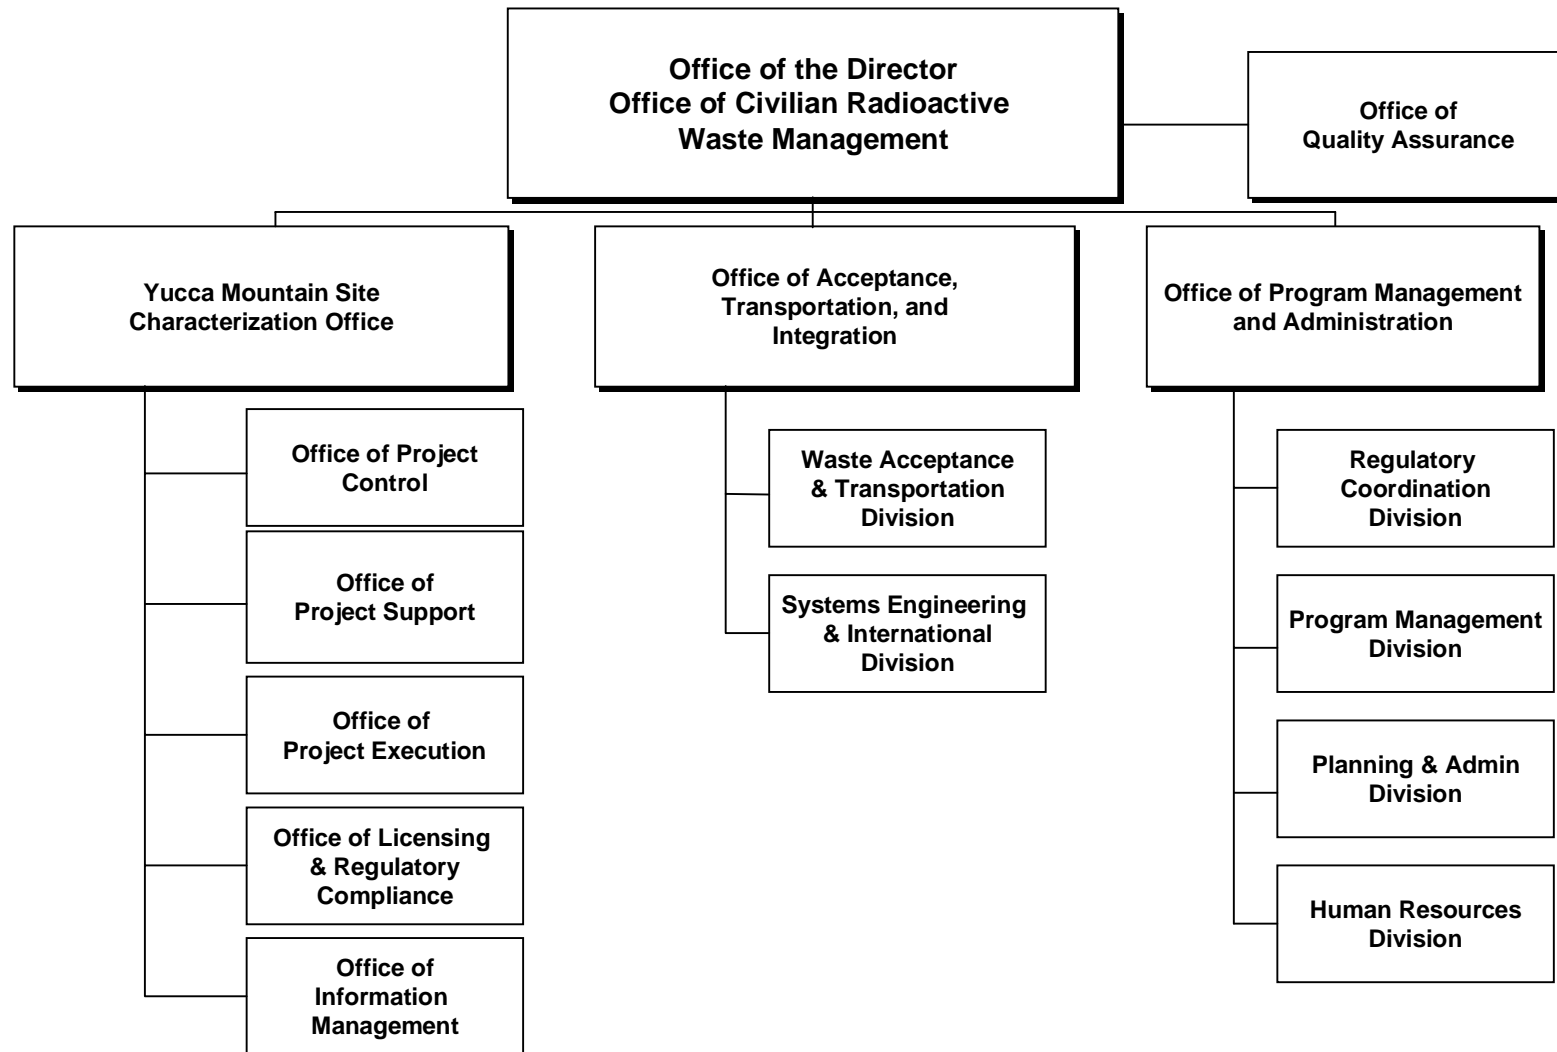 Office of the Director
Office of Civilian Radioactive
Waste Management
Office of
Quality Assurance
Yucca Mountain Site
Characterization Office
Office of Acceptance,
Transportation, and
Integration
Office of Program Management
and Administration
Office of Project
Control
Office of
Project Support
Office of
Project Execution
Office of Licensing
& Regulatory
Compliance
Office of
Information
Management
Waste Acceptance
& Transportation
Division
Systems Engineering
& International
Division
Regulatory
Coordination
Division
Program Management
Division
Planning & Admin
Division
Human Resources
Division